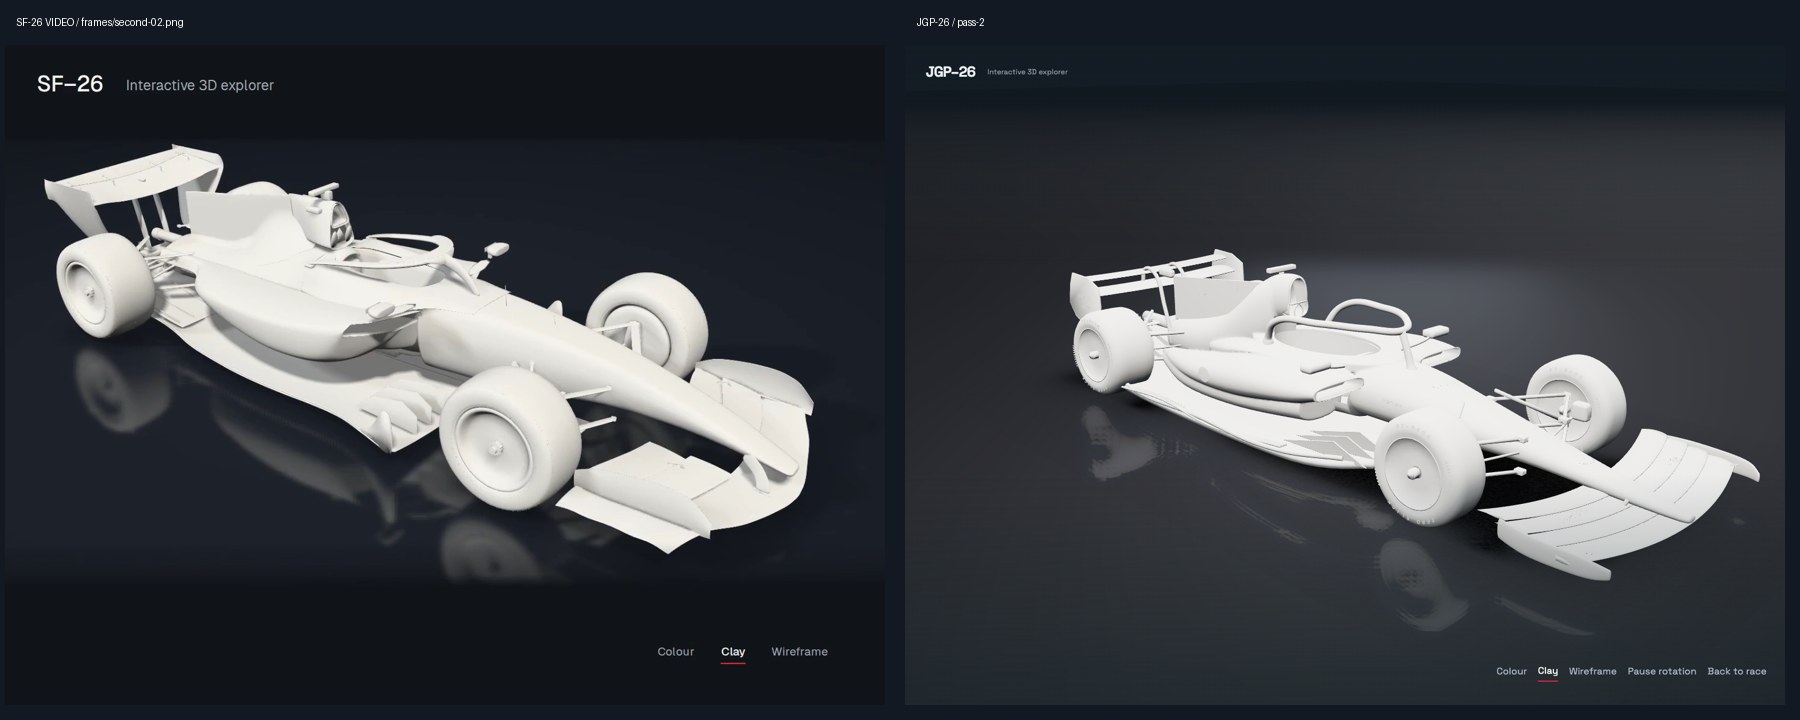 SF-26 VIDEO / frames/second-02.png
SF–26 Interactive 3D explorer
Colour Clay Wireframe
JGP-26 / pass-2
JGP–26 Interactive 3D explorer
Colour Clay Wireframe Pause rotation Back to race